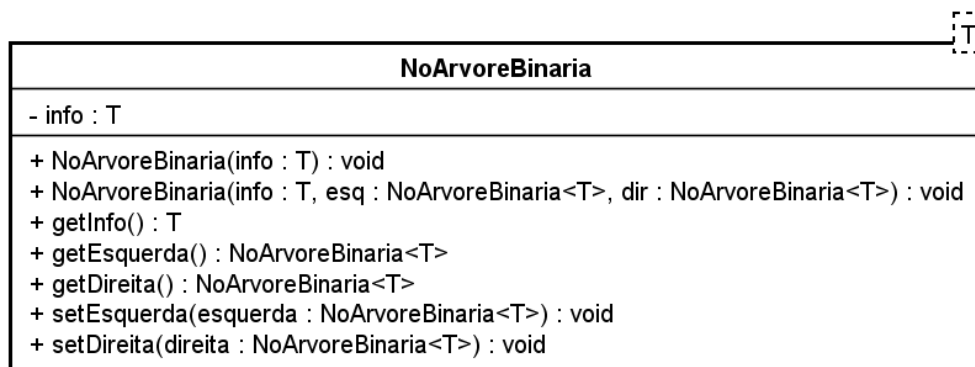 T
NoArvoreBinaria
- info : T
+ NoArvoreBinaria(info : T) : void
+ NoArvoreBinaria(info : T, esq : NoArvoreBinaria<T>, dir : NoArvoreBinaria<T>) : void
+ getInfo() : T
+ getEsquerda() : NoArvoreBinaria<T>
+ getDireita() : NoArvoreBinaria<T>
+ setEsquerda(esquerda : NoArvoreBinaria<T>) : void
+ setDireita(direita : NoArvoreBinaria<T>) : void